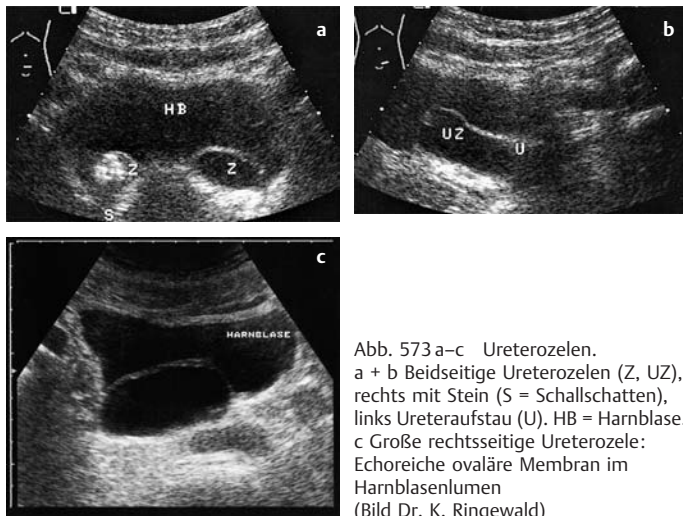 a
HB
Z
Z
S
b
UZ
U
c
HARNBLASE
Abb. 573 a–c Ureterozelen.
a + b Beidseitige Ureterozelen (Z, UZ),
rechts mit Stein (S = Schallschatten),
links Ureteraufstau (U). HB = Harnblase.
c Große rechtsseitige Ureterozele:
Echoreiche ovaläre Membran im
Harnblasenlumen
(Bild Dr. K. Ringewald)